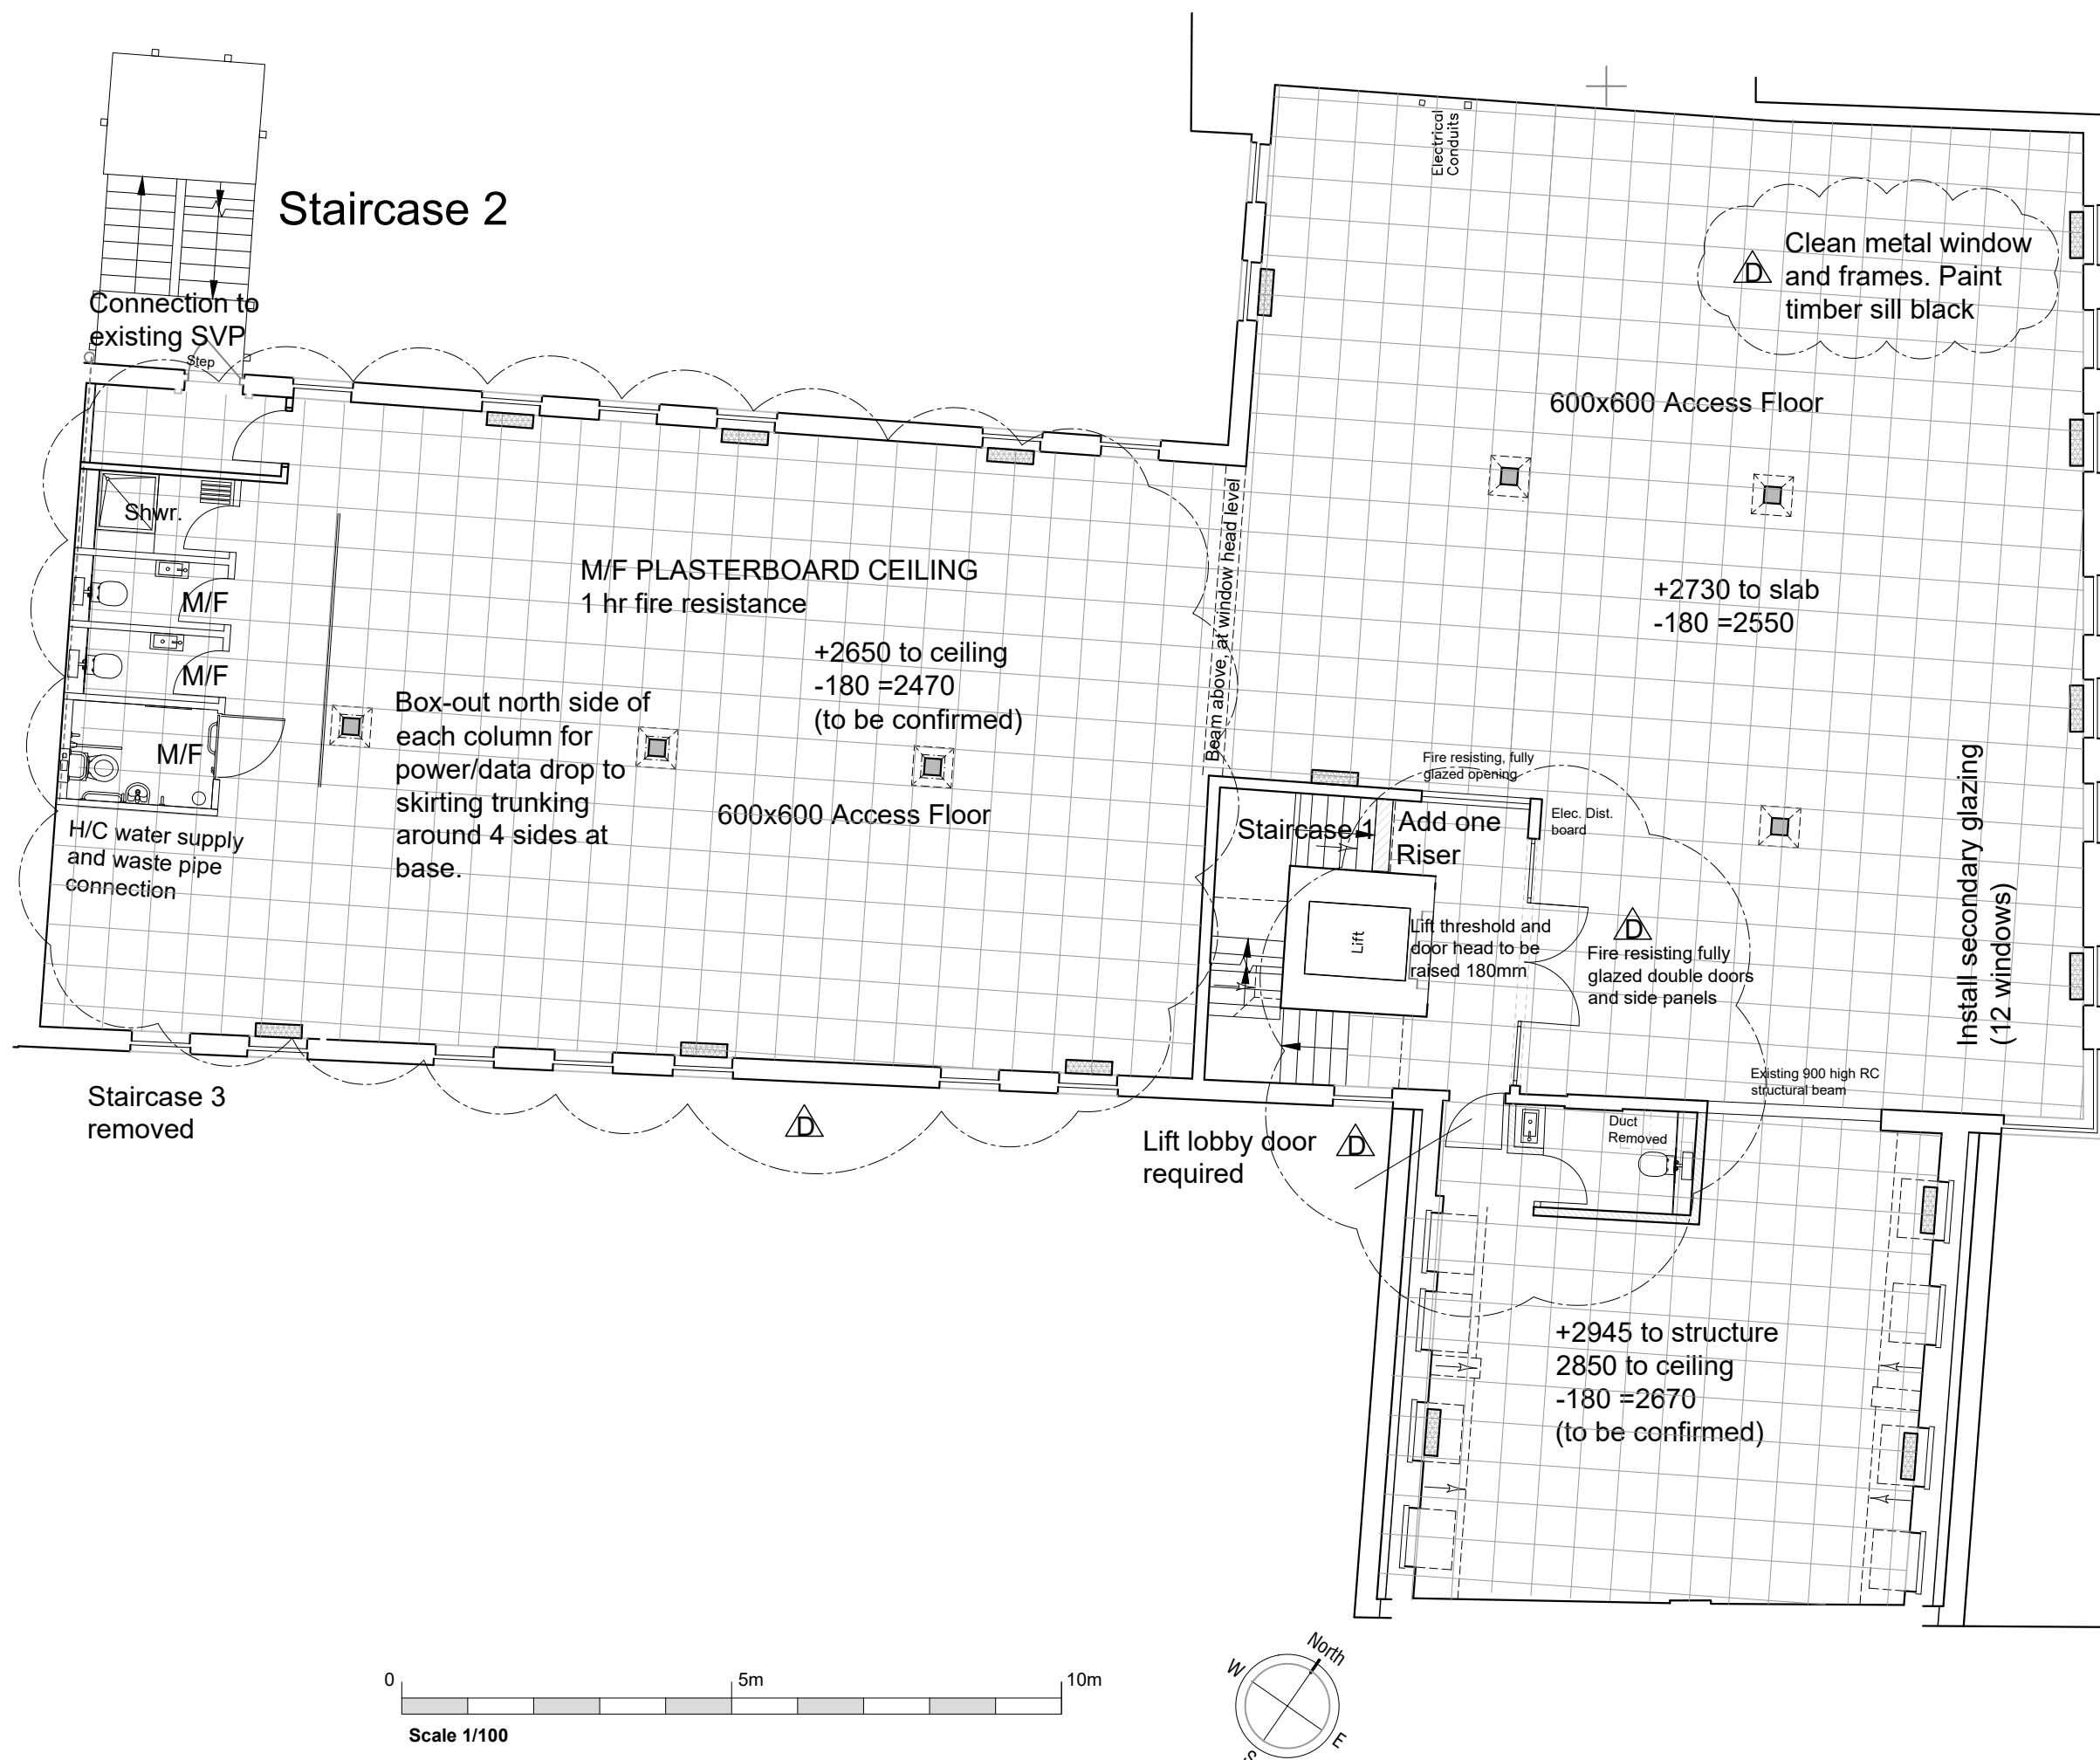 Staircase 2
Connection to
existing SVP
Step
Electrical
Conduits
D
Clean metal window
and frames. Paint
timber sill black
600x600 Access Floor
Shwr.
M/F PLASTERBOARD CEILING
1 hr fire resistance
M/F
M/F
M/F
+2650 to ceiling
-180 =2470
(to be confirmed)
Beam above, at window head level
+2730 to slab
-180 =2550
Box-out north side of
each column for
power/data drop to
skirting trunking
around 4 sides at
base.
600x600 Access Floor
H/C water supply
and waste pipe
connection
Fire resisting, fully
glazed opening
Staircase 1
Add one
Riser
Elec. Dist.
board
Lift
Lift threshold and
door head to be
raised 180mm
D
Fire resisting fully
glazed double doors
and side panels
Install secondary glazing
(12 windows)
Existing 900 high RC
structural beam
Staircase 3
removed
D
Lift lobby door
required
D
Duct
Removed
+2945 to structure
2850 to ceiling
-180 =2670
(to be confirmed)
0
5m
10m
Scale 1/100
North
W
E
S